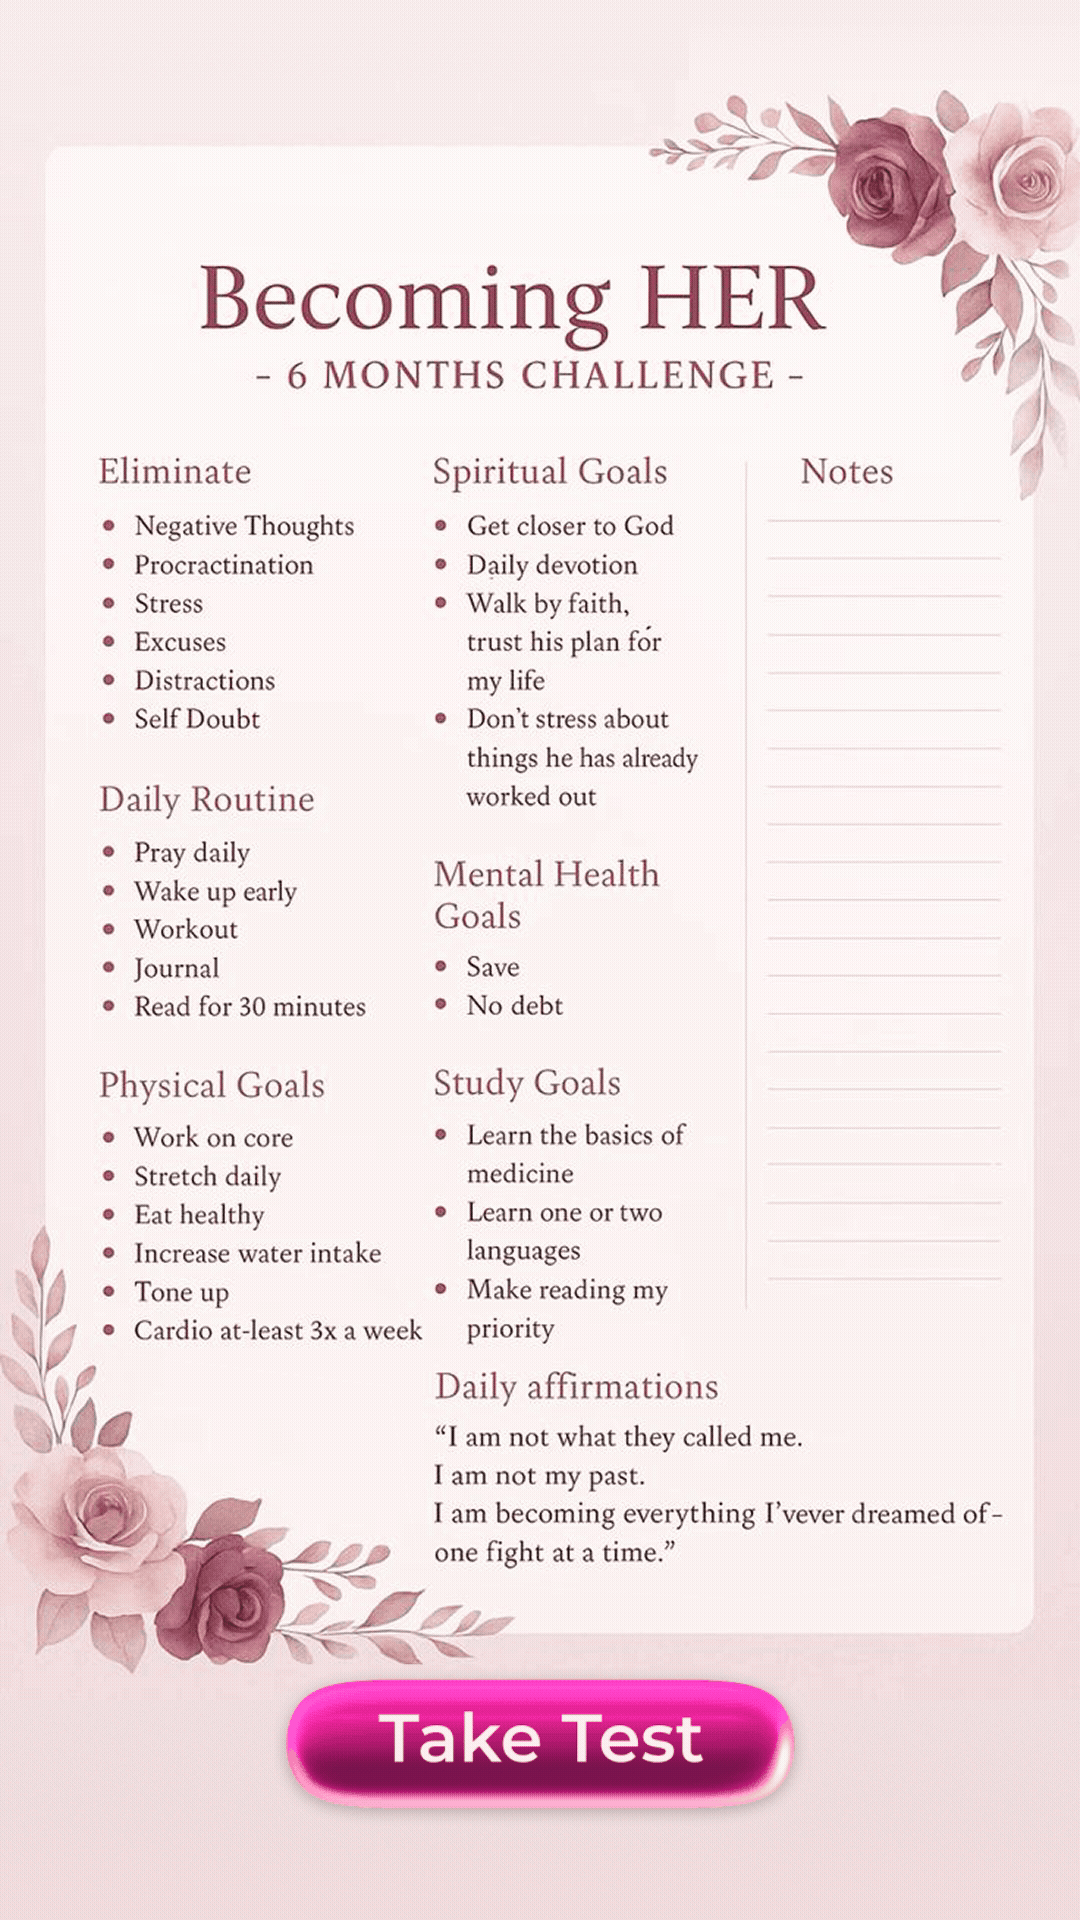 Becoming HER
- 6 MONTHS CHALLENGE -
Eliminate
• Negative Thoughts
• Procractination
• Stress
• Excuses
• Distractions
• Self Doubt
Daily Routine
• Pray daily
• Wake up early
• Workout
• Journal
• Read for 30 minutes
Physical Goals
• Work on core
• Stretch daily
• Eat healthy
• Increase water intake
• Tone up
• Cardio at-least 3x a week
Spiritual Goals
• Get closer to God
• Daily devotion
• Walk by faith,
trust his plan for
my life
• Don't stress about
things he has already
worked out
Mental Health
Goals
• Save
• No debt
Study Goals
• Learn the basics of
medicine
• Learn one or two
languages
• Make reading my
priority
Notes
Daily affirmations
“I am not what they called me.
I am not my past.
I am becoming everything I’vever dreamed of-
one fight at a time.”
Take Test